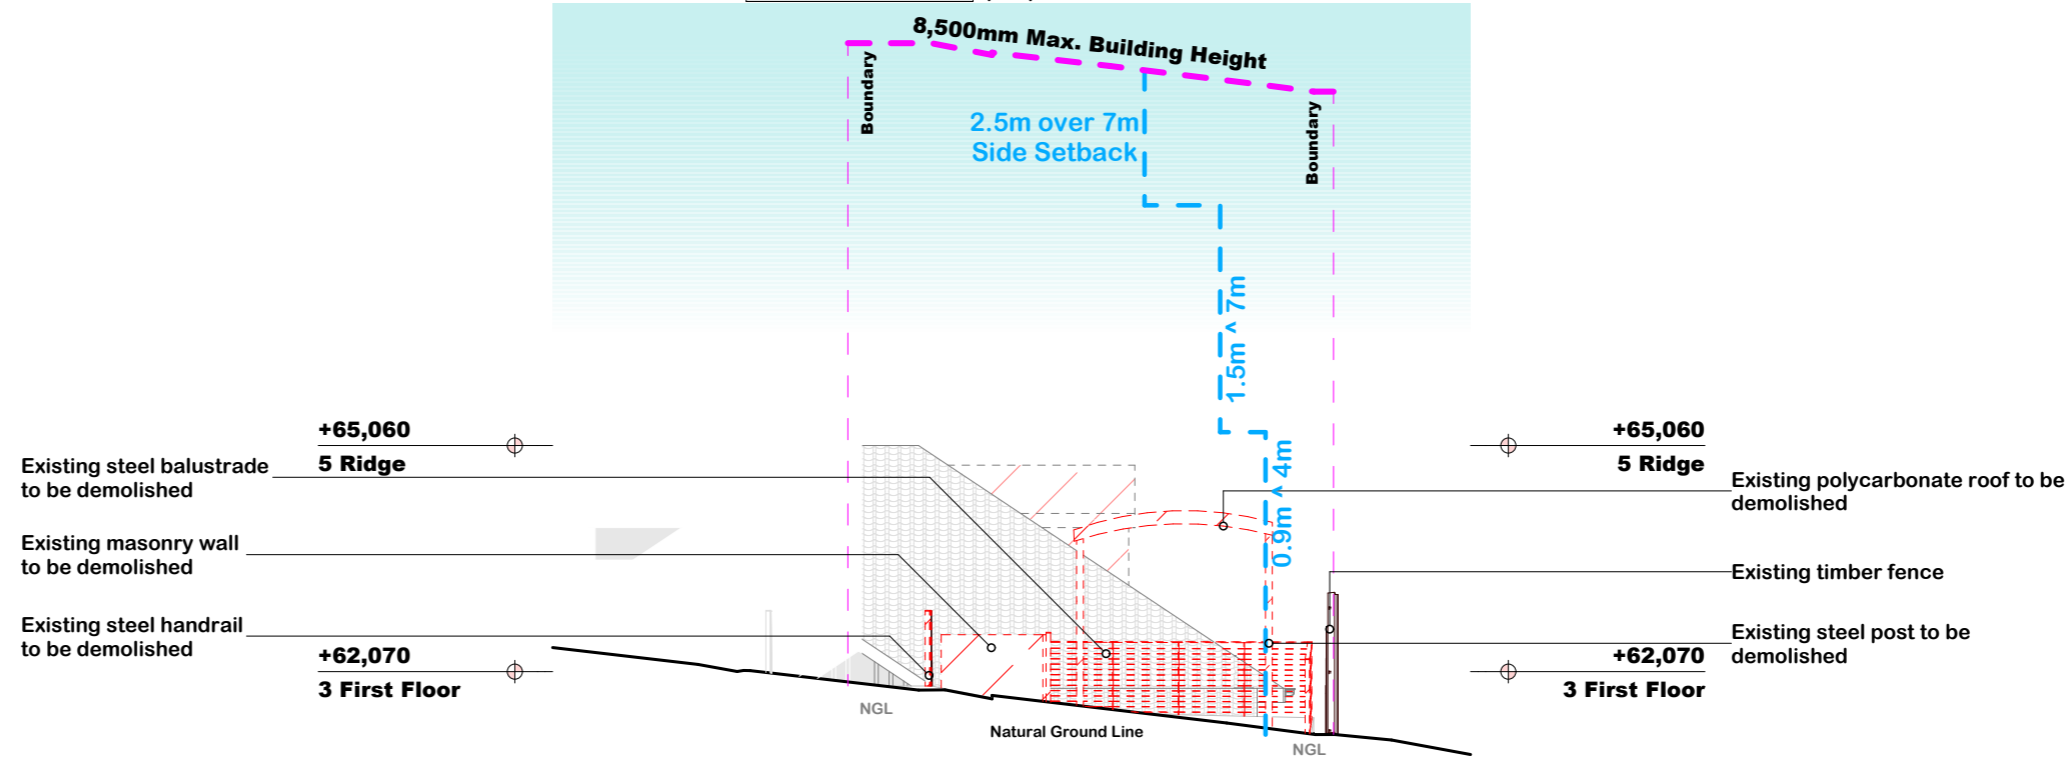 8,500mm Max. Building Height
Boundary
Boundary
2.5m over 7m
Side Setback
1.5m ^ 7m
0.9m ^ 4m
+65,060
5 Ridge
Existing steel balustrade
to be demolished
Existing masonry wall
to be demolished
Existing steel handrail
to be demolished
+62,070
3 First Floor
NGL
Natural Ground Line
NGL
+65,060
5 Ridge
Existing polycarbonate roof to be
demolished
Existing timber fence
Existing steel post to be
demolished
+62,070
3 First Floor